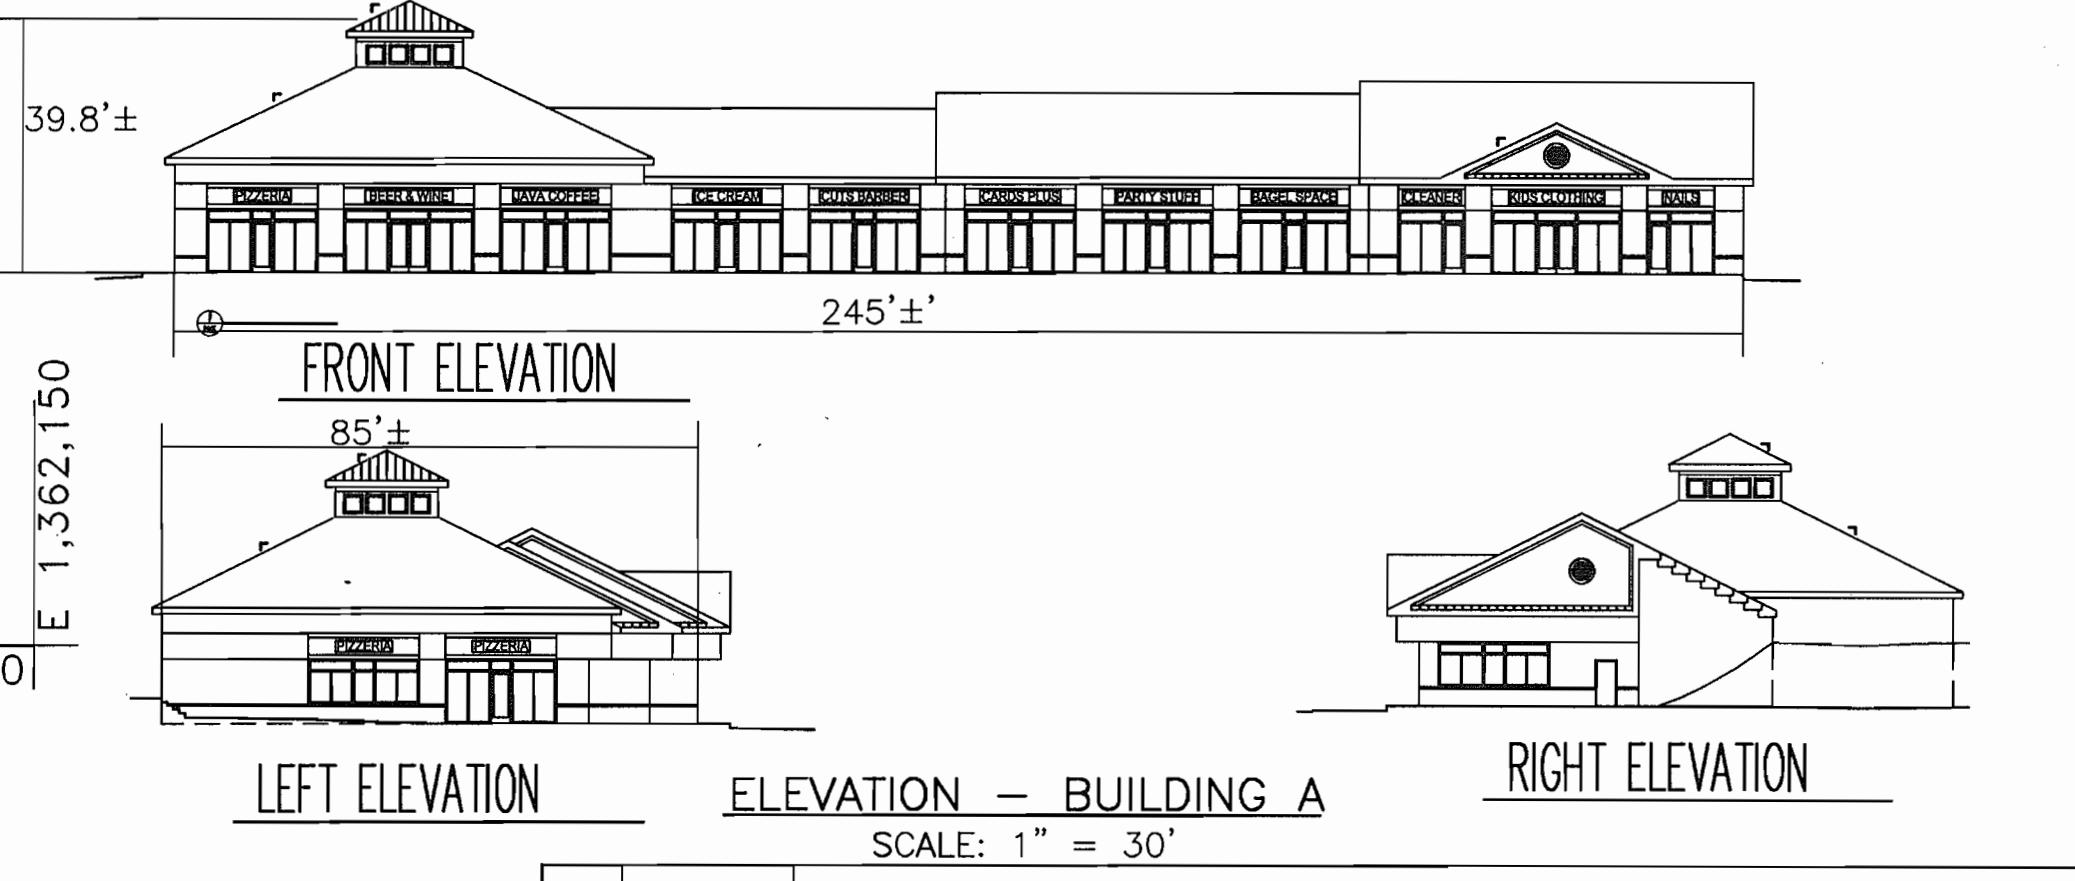 39.8'±
PIZZERIA BEER & WINE JAVA COFFEE ICE CREAM CUTS BARBER CARDS PLUS PARTY STUFF BAGEL SPACE CLEANER KIDS CLOTHING NAILS
245'±'
FRONT ELEVATION
E 1,362,150
0
85'±
PIZZERIA PIZZERIA
LEFT ELEVATION
RIGHT ELEVATION
ELEVATION – BUILDING A
SCALE: 1" = 30'